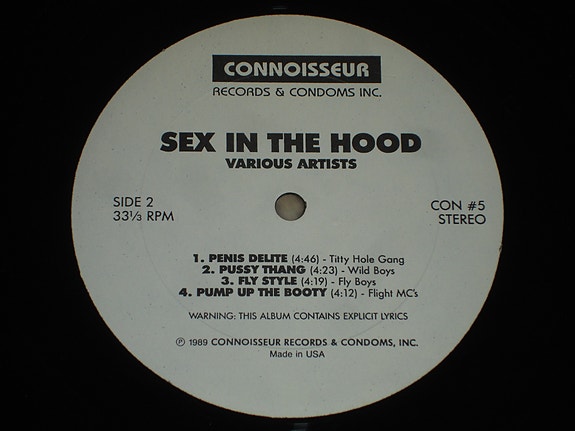 CONNOISSEUR
RECORDS & CONDOMS INC.
SEX IN THE HOOD
VARIOUS ARTISTS
SIDE 2
33⅓ RPM
CON #5
STEREO
1. PENIS DELITE (4:46) - Titty Hole Gang
2. PUSSY THANG (4:23) - Wild Boys
3. FLY STYLE (4:19) - Fly Boys
4. PUMP UP THE BOOTY (4:12) - Flight MC's
WARNING: THIS ALBUM CONTAINS EXPLICIT LYRICS
℗ 1989 CONNOISSEUR RECORDS & CONDOMS, INC.
Made in USA